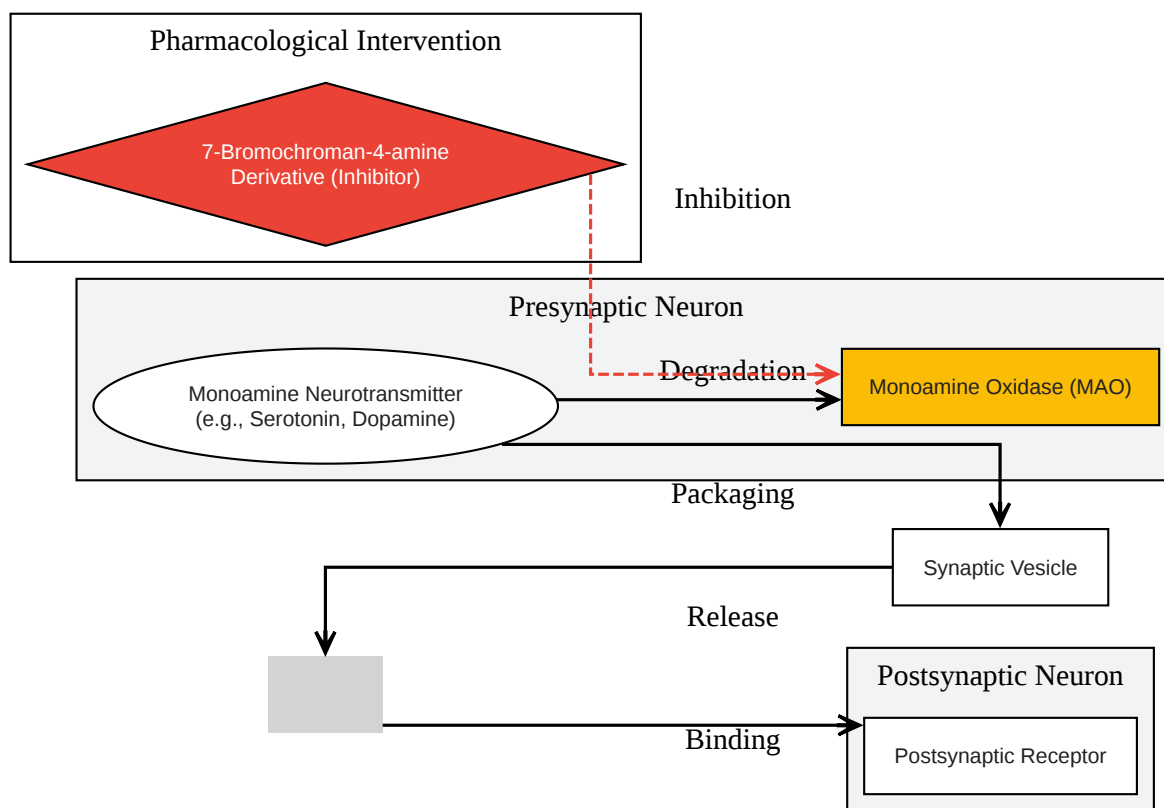 Pharmacological Intervention
7-Bromochroman-4-amine
Derivative (Inhibitor)
Inhibition
Presynaptic Neuron
Degradation
Monoamine Neurotransmitter
(e.g., Serotonin, Dopamine)
Monoamine Oxidase (MAO)
Packaging
Synaptic Vesicle
Release
Postsynaptic Neuron
Binding
Postsynaptic Receptor